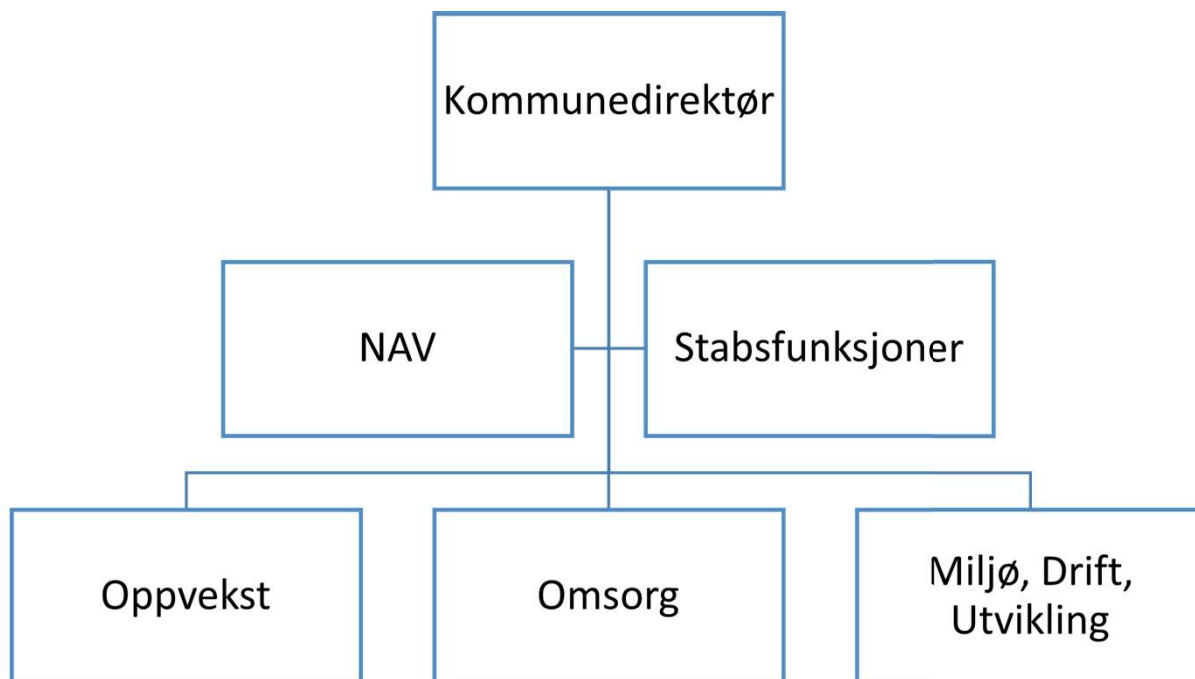 Kommunedirektør
NAV
Stabsfunksjoner
Oppvekst
Omsorg
Miljø, Drift,
Utvikling